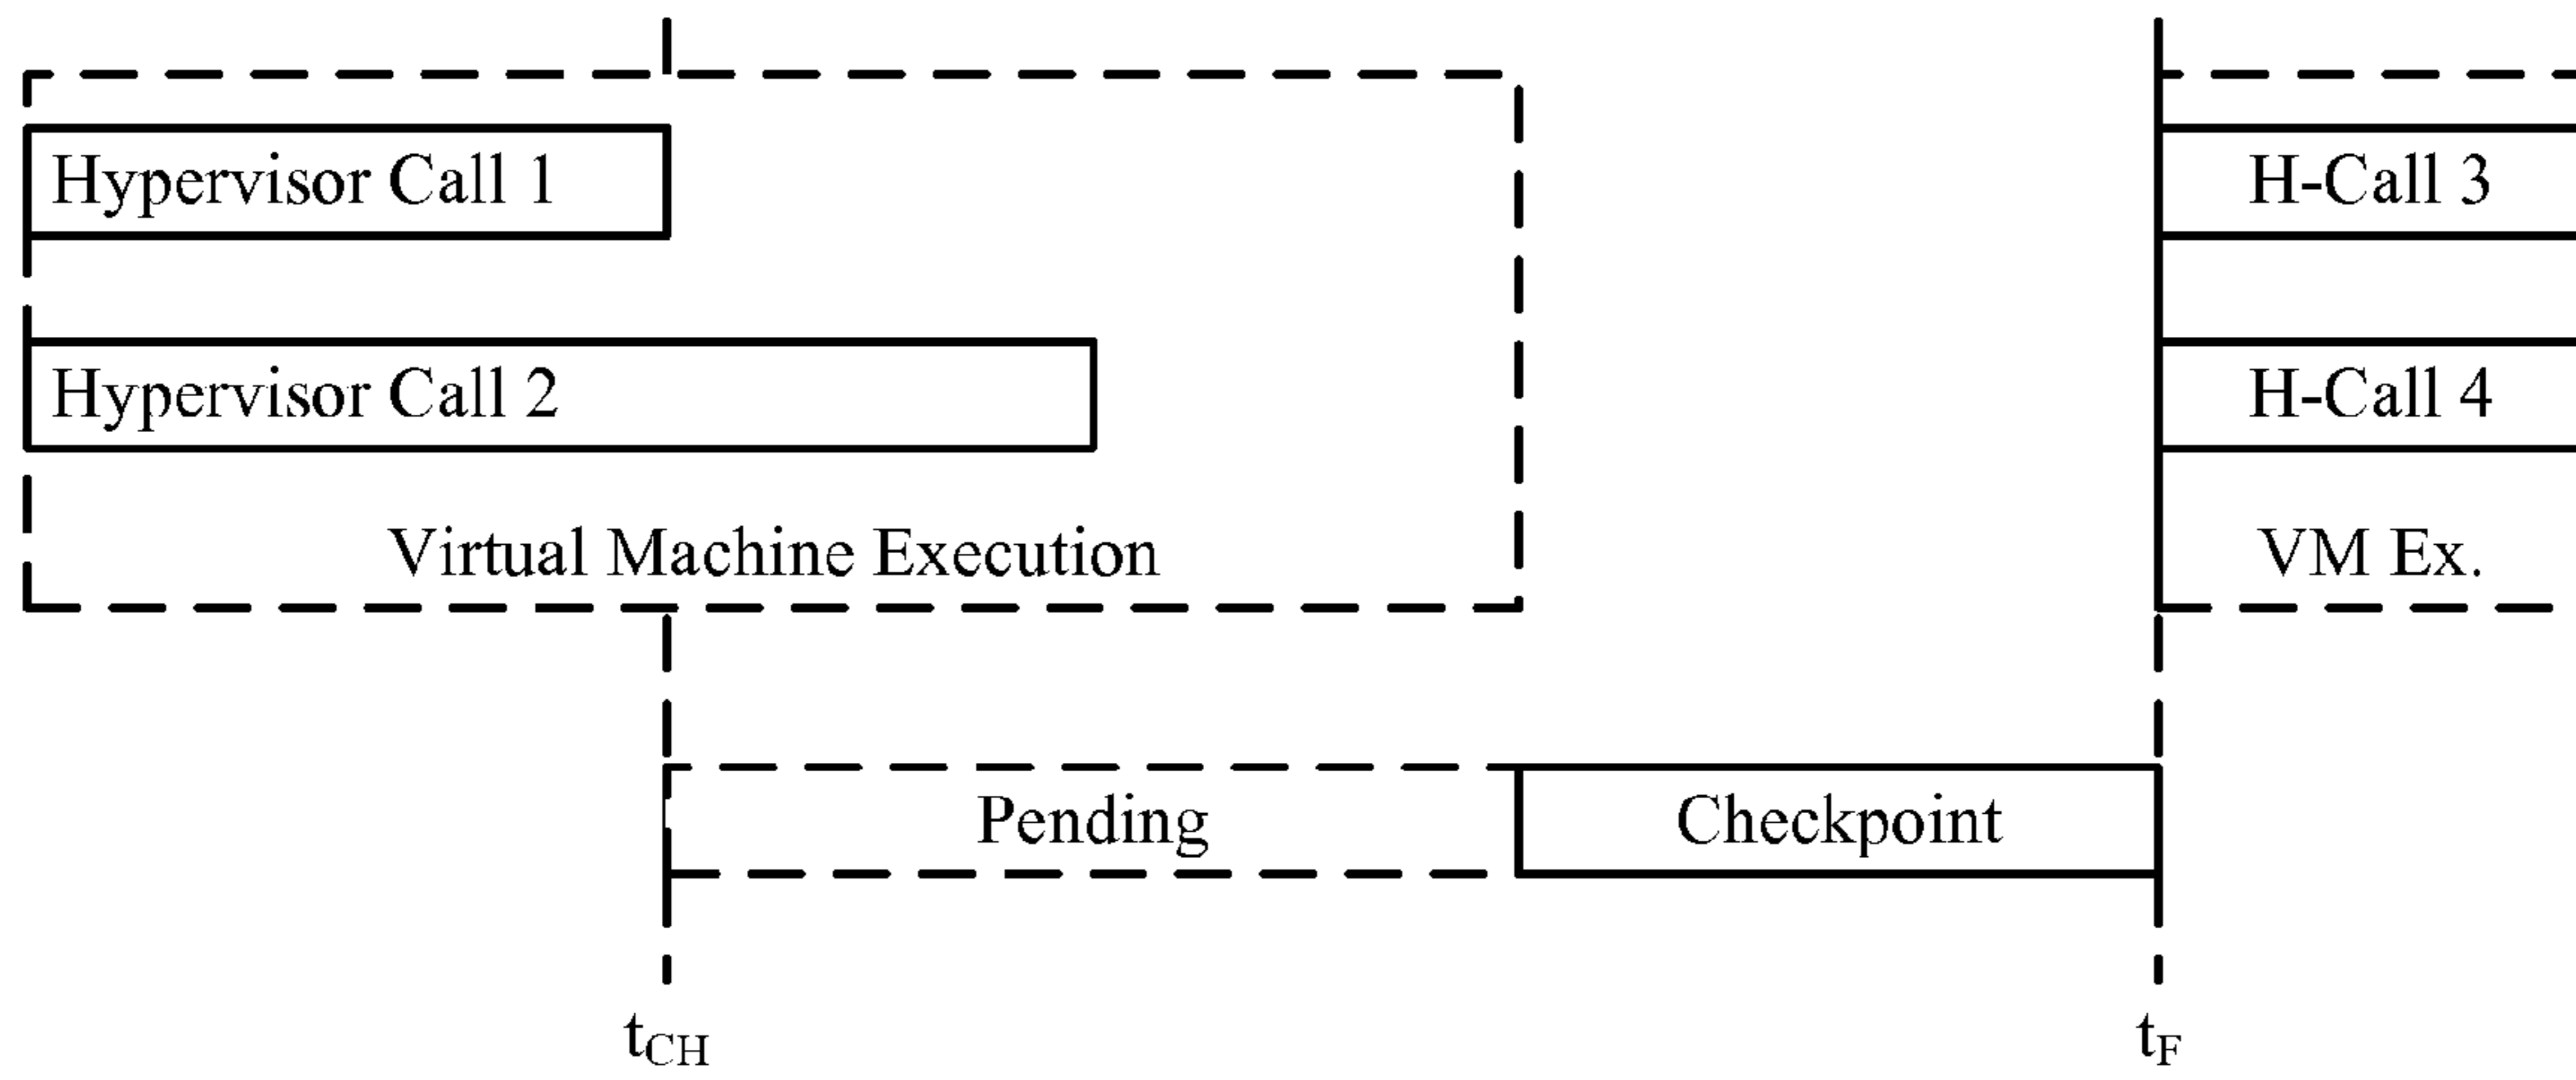 Hypervisor Call 1
H-Call 3
Hypervisor Call 2
H-Call 4
Virtual Machine Execution
VM Ex.
Pending
Checkpoint
tCH
tF